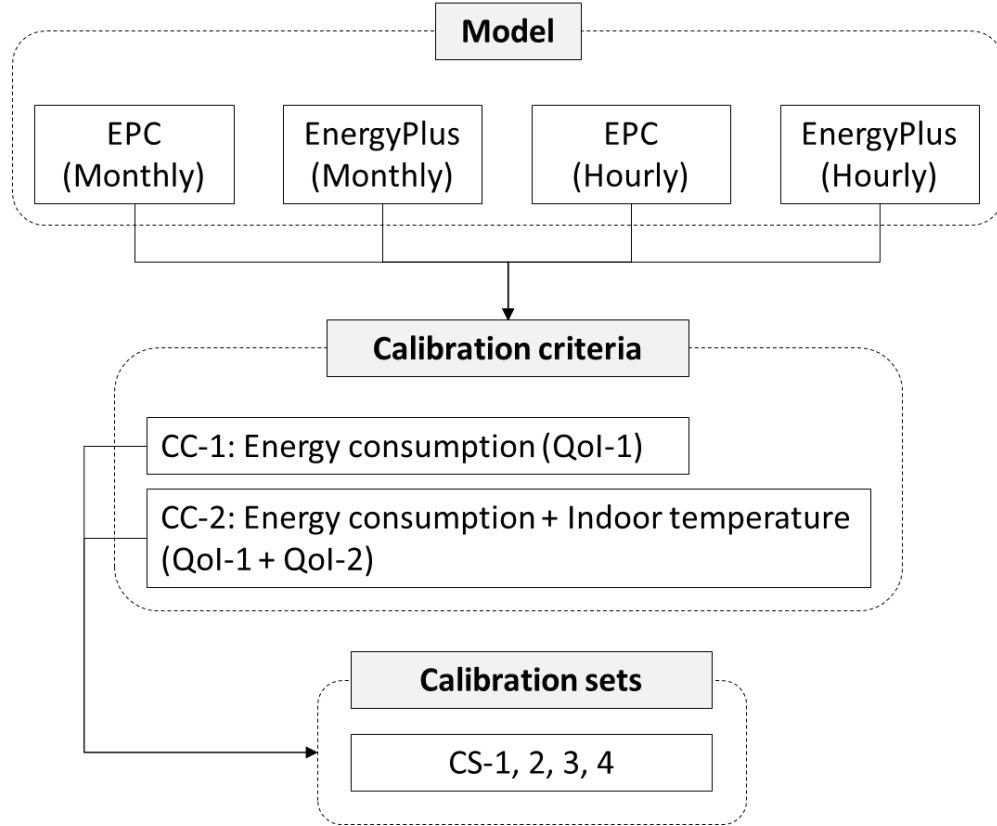 Model
EPC
(Monthly)
EnergyPlus
(Monthly)
EPC
(Hourly)
EnergyPlus
(Hourly)
Calibration criteria
CC-1: Energy consumption (QoI-1)
CC-2: Energy consumption + Indoor temperature
(QoI-1 + QoI-2)
Calibration sets
CS-1, 2, 3, 4